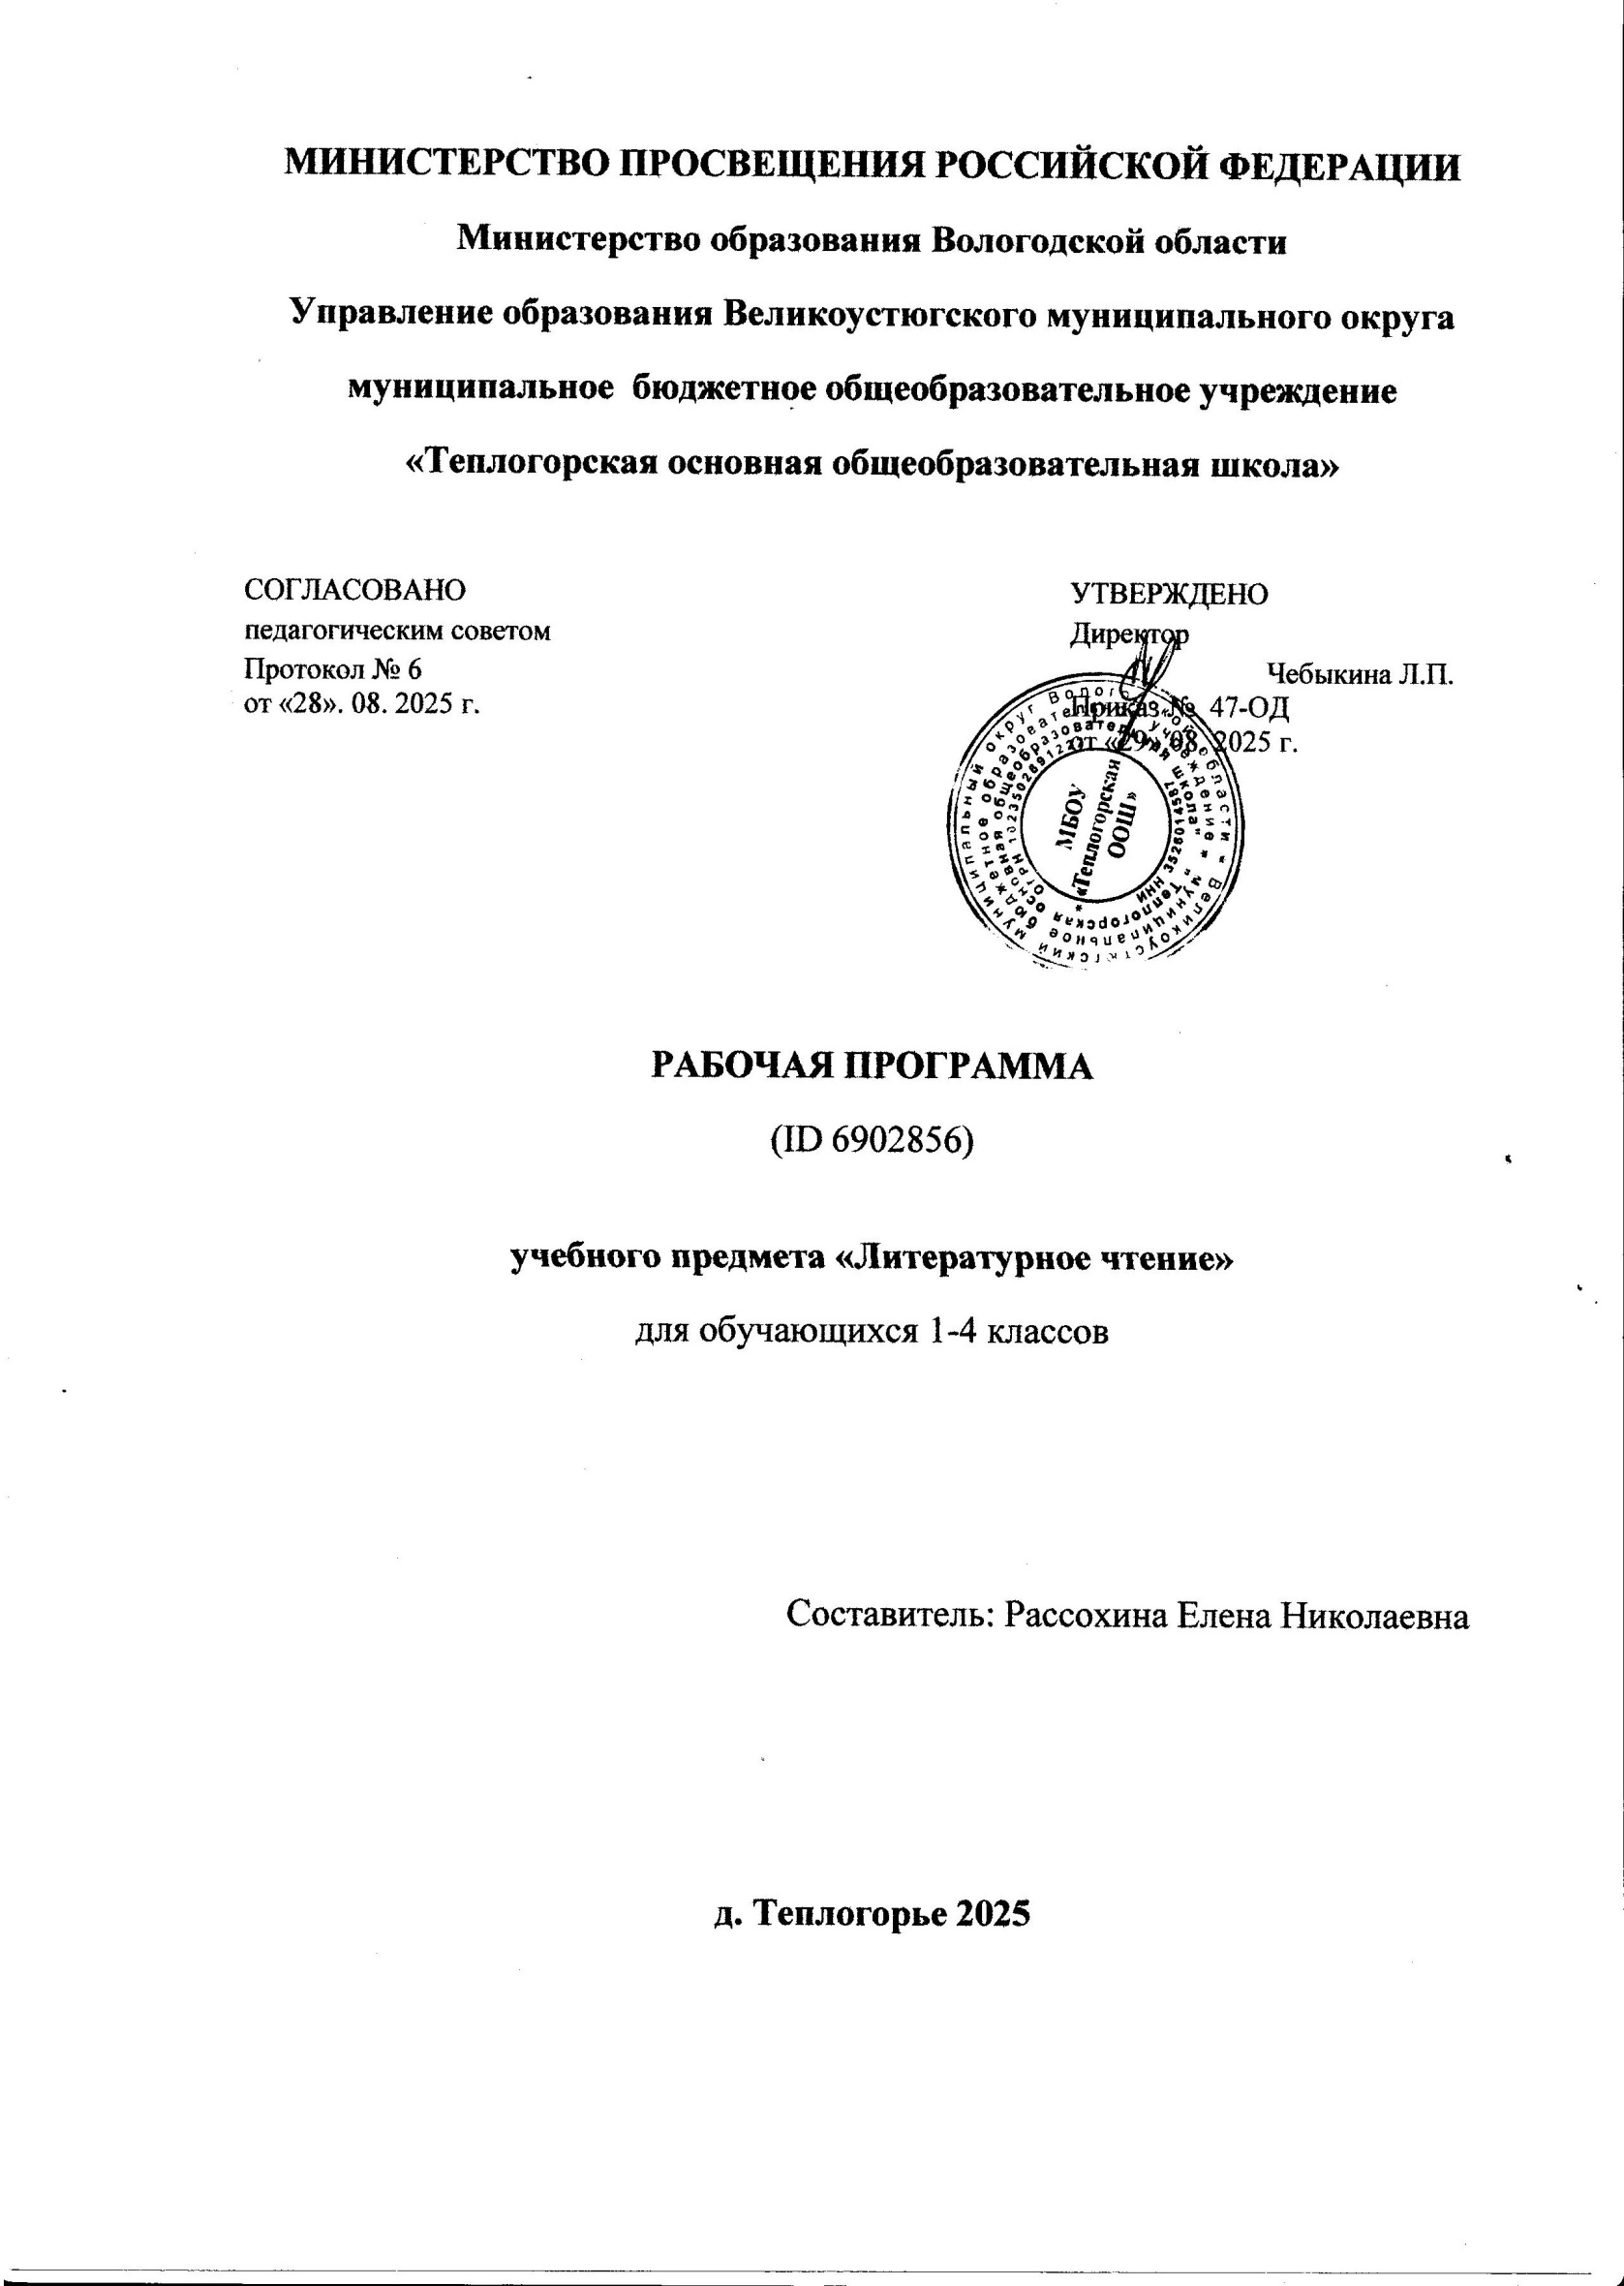 МИНИСТЕРСТВО ПРОСВЕЩЕНИЯ РОССИЙСКОЙ ФЕДЕРАЦИИ
Министерство образования Вологодской области
Управление образования Великоустюгского муниципального округа
муниципальное бюджетное общеобразовательное учреждение
«Теплогорская основная общеобразовательная школа»
СОГЛАСОВАНО
педагогическим советом
Протокол № 6
от «28». 08. 2025 г.
УТВЕРЖДЕНО
Директор
Чебыкина Л.П.
Приказ № 47-ОД
от «29» 08. 2025 г.
МБОУ
«Теплогорская
ООШ»
РАБОЧАЯ ПРОГРАММА
(ID 6902856)
учебного предмета «Литературное чтение»
для обучающихся 1-4 классов
Составитель: Рассохина Елена Николаевна
д. Теплогорье 2025